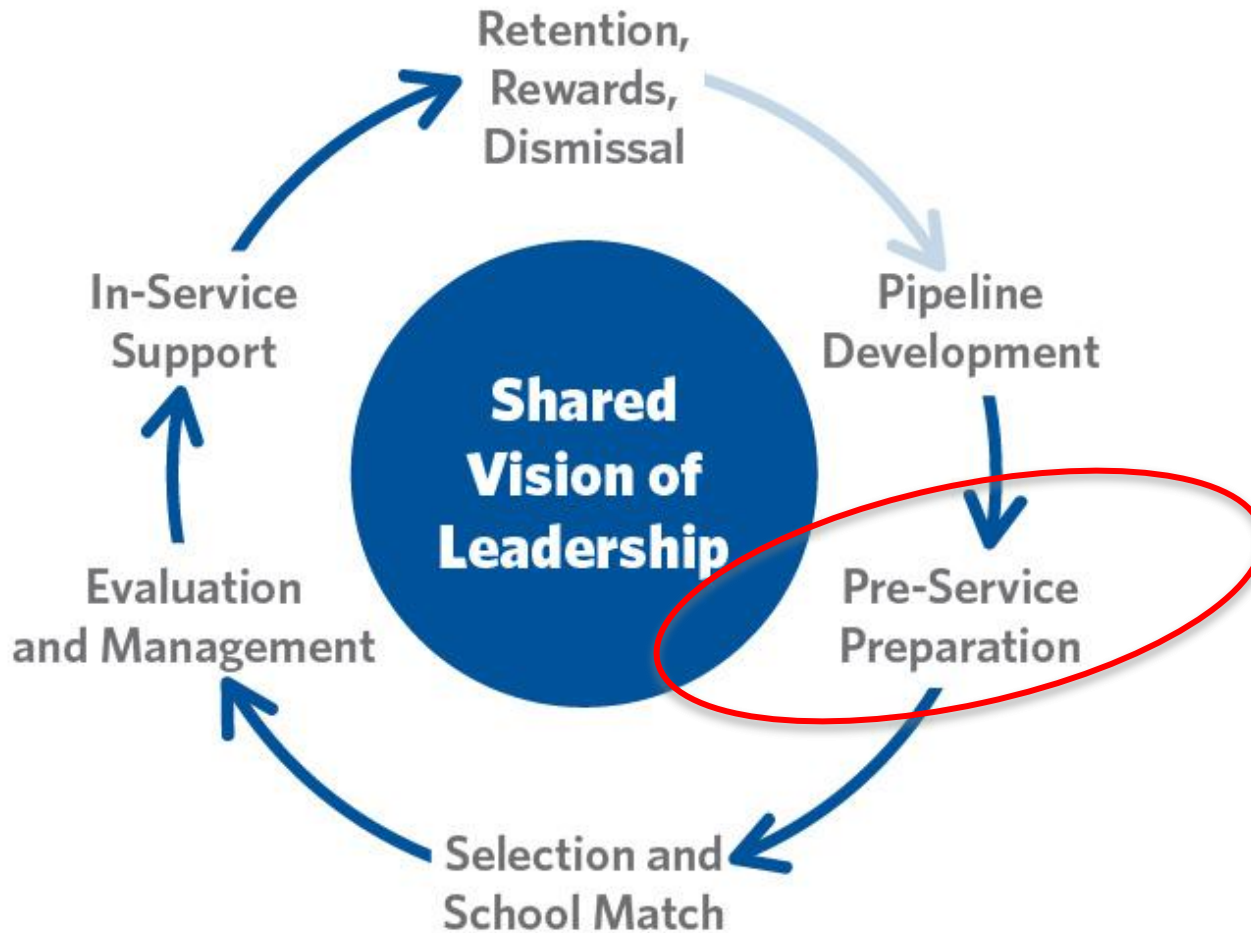 Retention,
Rewards,
Dismissal
Pipeline
Development
Pre-Service
Preparation
Selection and
School Match
Evaluation
and Management
In-Service
Support
Shared
Vision of
Leadership